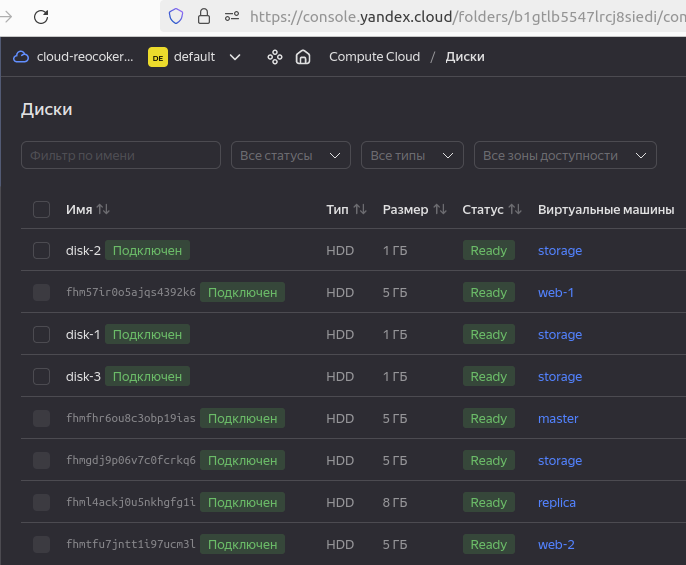 https://console.yandex.cloud/folders/b1gtlb5547lrcj8siedi/con
cloud-reocoker... DE default Compute Cloud / Диски
Диски
Фильтр по имени Все статусы Все типы Все зоны доступности
Имя Тип Размер Статус Виртуальные машины
disk-2 Подключен HDD 1 ГБ Ready storage
fhm57ir0o5ajqs4392k6 Подключен HDD 5 ГБ Ready web-1
disk-1 Подключен HDD 1 ГБ Ready storage
disk-3 Подключен HDD 1 ГБ Ready storage
fhmfhr6ou8c3obp19ias Подключен HDD 5 ГБ Ready master
fhmgdj9p06v7c0fcrkq6 Подключен HDD 5 ГБ Ready storage
fhml4ackj0u5nkhgfg1i Подключен HDD 8 ГБ Ready replica
fhmtfu7jntt1i97ucm3l Подключен HDD 5 ГБ Ready web-2